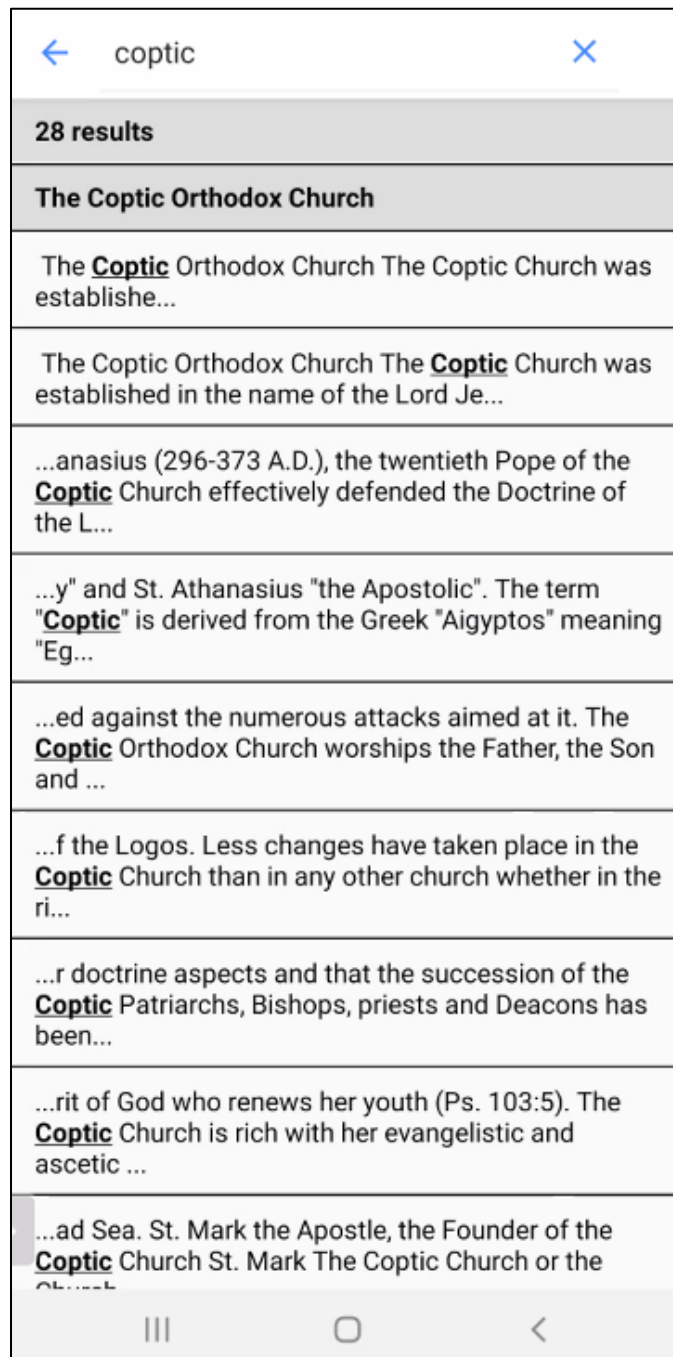 coptic
28 results
The Coptic Orthodox Church
The Coptic Orthodox Church The Coptic Church was
establishe...
The Coptic Orthodox Church The Coptic Church was
established in the name of the Lord Je...
...anasius (296-373 A.D.), the twentieth Pope of the
Coptic Church effectively defended the Doctrine of
the L...
...y" and St. Athanasius "the Apostolic". The term
"Coptic" is derived from the Greek "Aigyptos" meaning
"Eg...
...ed against the numerous attacks aimed at it. The
Coptic Orthodox Church worships the Father, the Son
and ...
...f the Logos. Less changes have taken place in the
Coptic Church than in any other church whether in the
ri...
...r doctrine aspects and that the succession of the
Coptic Patriarchs, Bishops, priests and Deacons has
been...
...rit of God who renews her youth (Ps. 103:5). The
Coptic Church is rich with her evangelistic and
ascetic ...
...ad Sea. St. Mark the Apostle, the Founder of the
Coptic Church St. Mark The Coptic Church or the